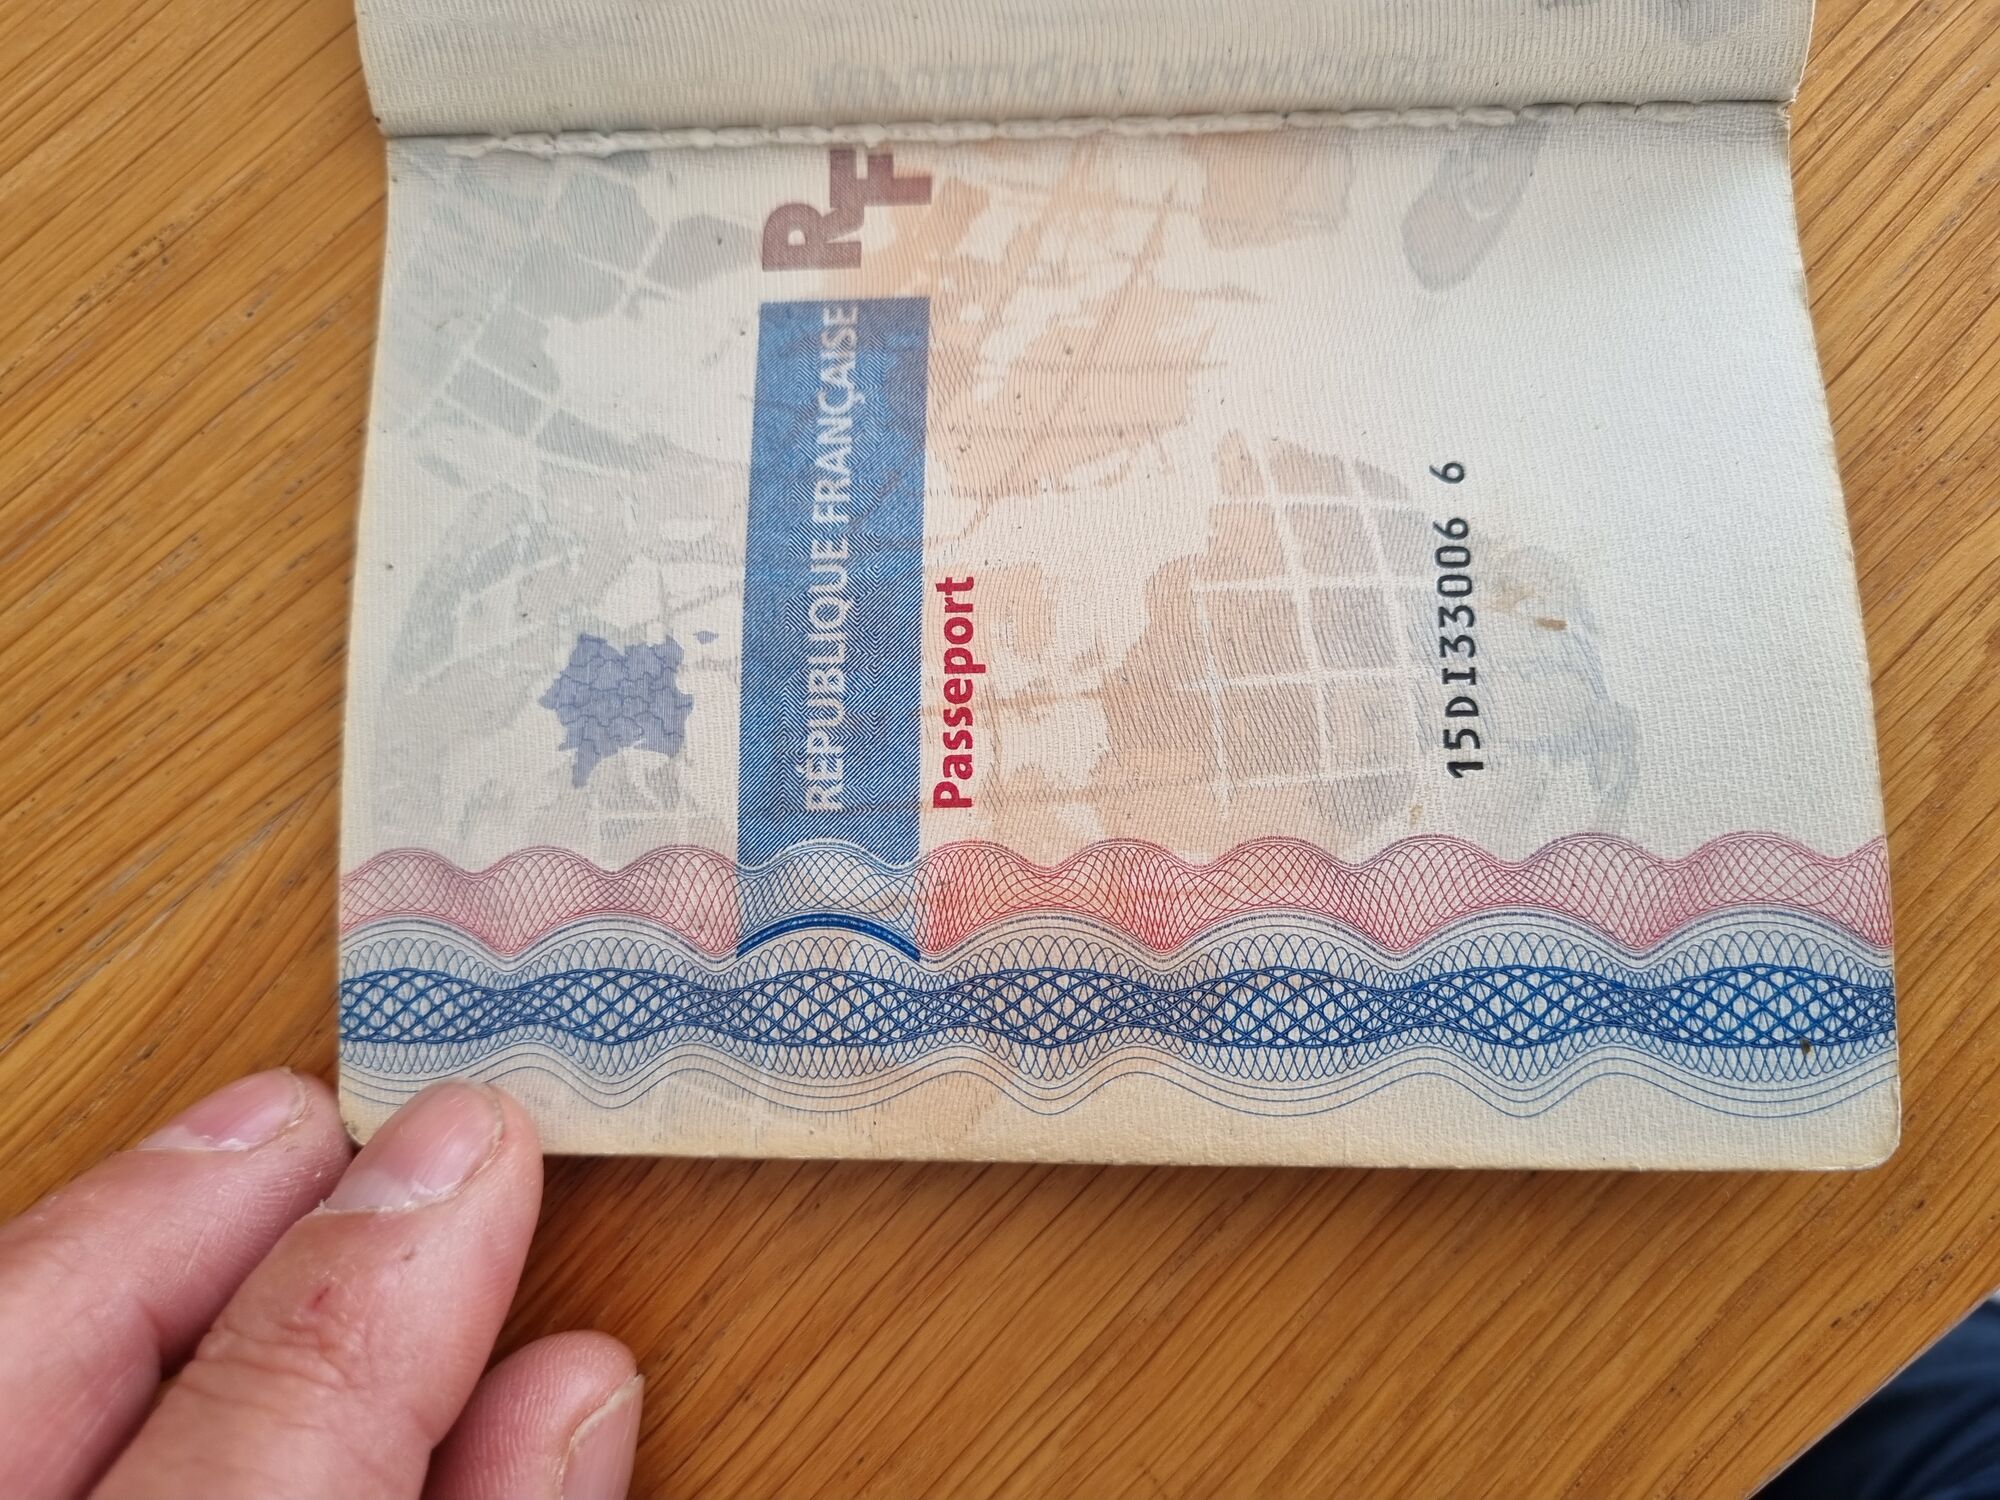 RF
RÉPUBLIQUE FRANÇAISE
Passeport
15DI33006 6